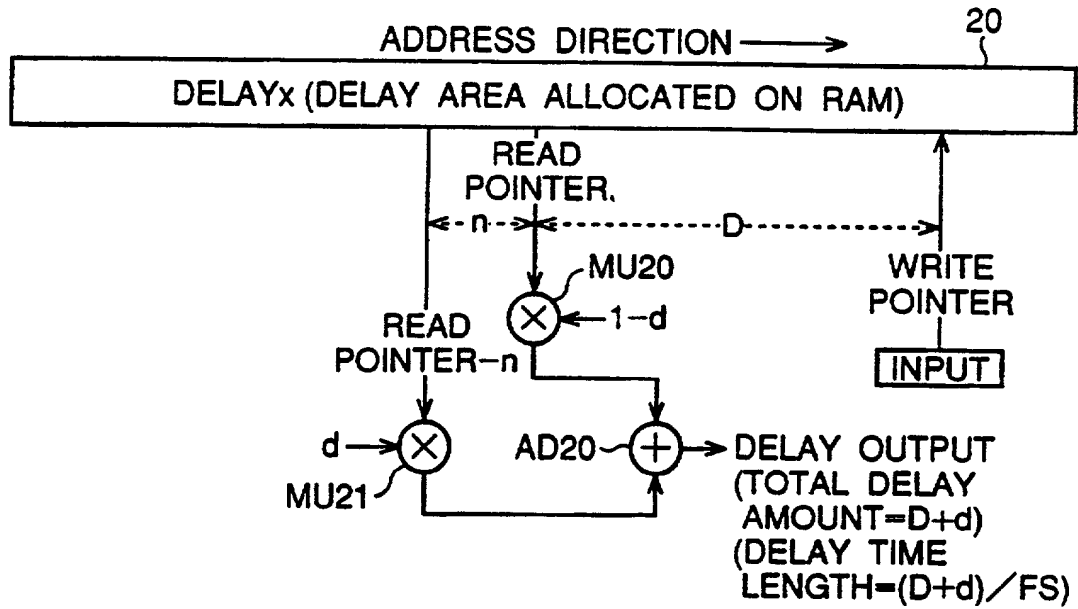 20
ADDRESS DIRECTION
DELAYx (DELAY AREA ALLOCATED ON RAM)
READ
POINTER.
n
D
MU20
WRITE
POINTER
1-d
READ
POINTER-n
INPUT
d
MU21
AD20
DELAY OUTPUT
(TOTAL DELAY
AMOUNT=D+d)
(DELAY TIME
LENGTH=(D+d)/FS)